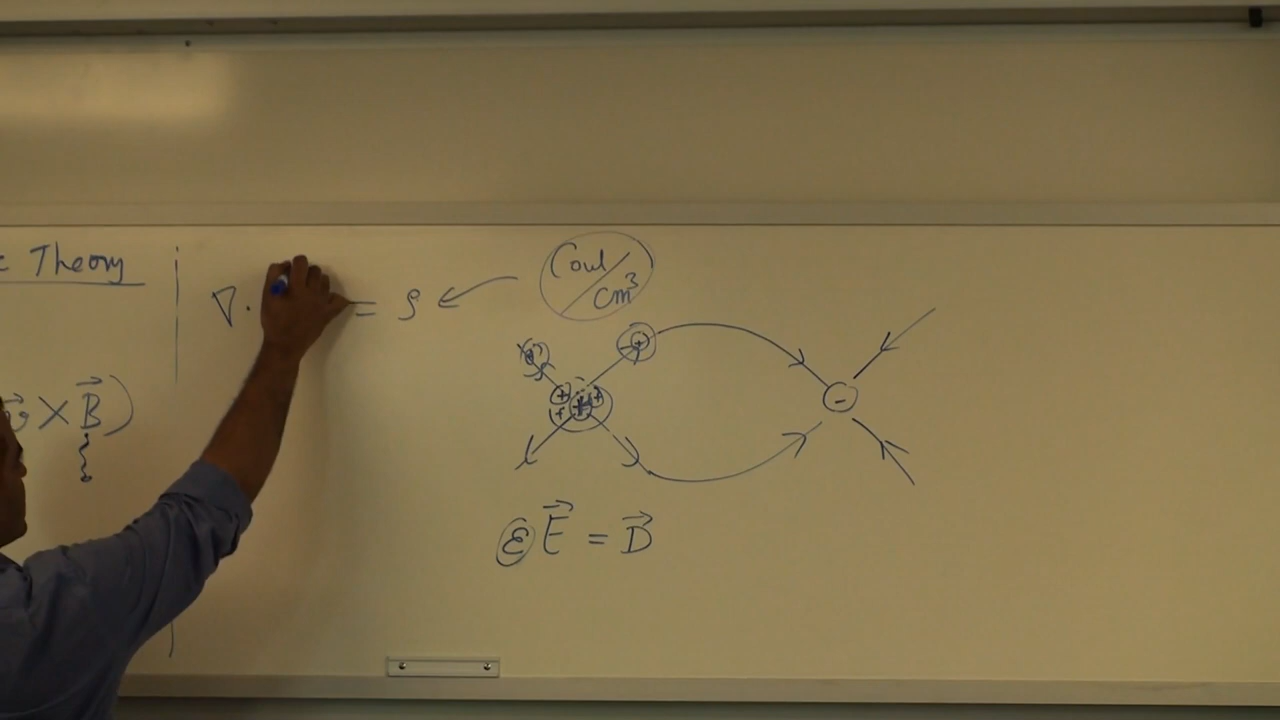 Theory
∇ · = ρ
Coul/cm³
× B⃗)
+
+ + + +
-
ε E⃗ = D⃗